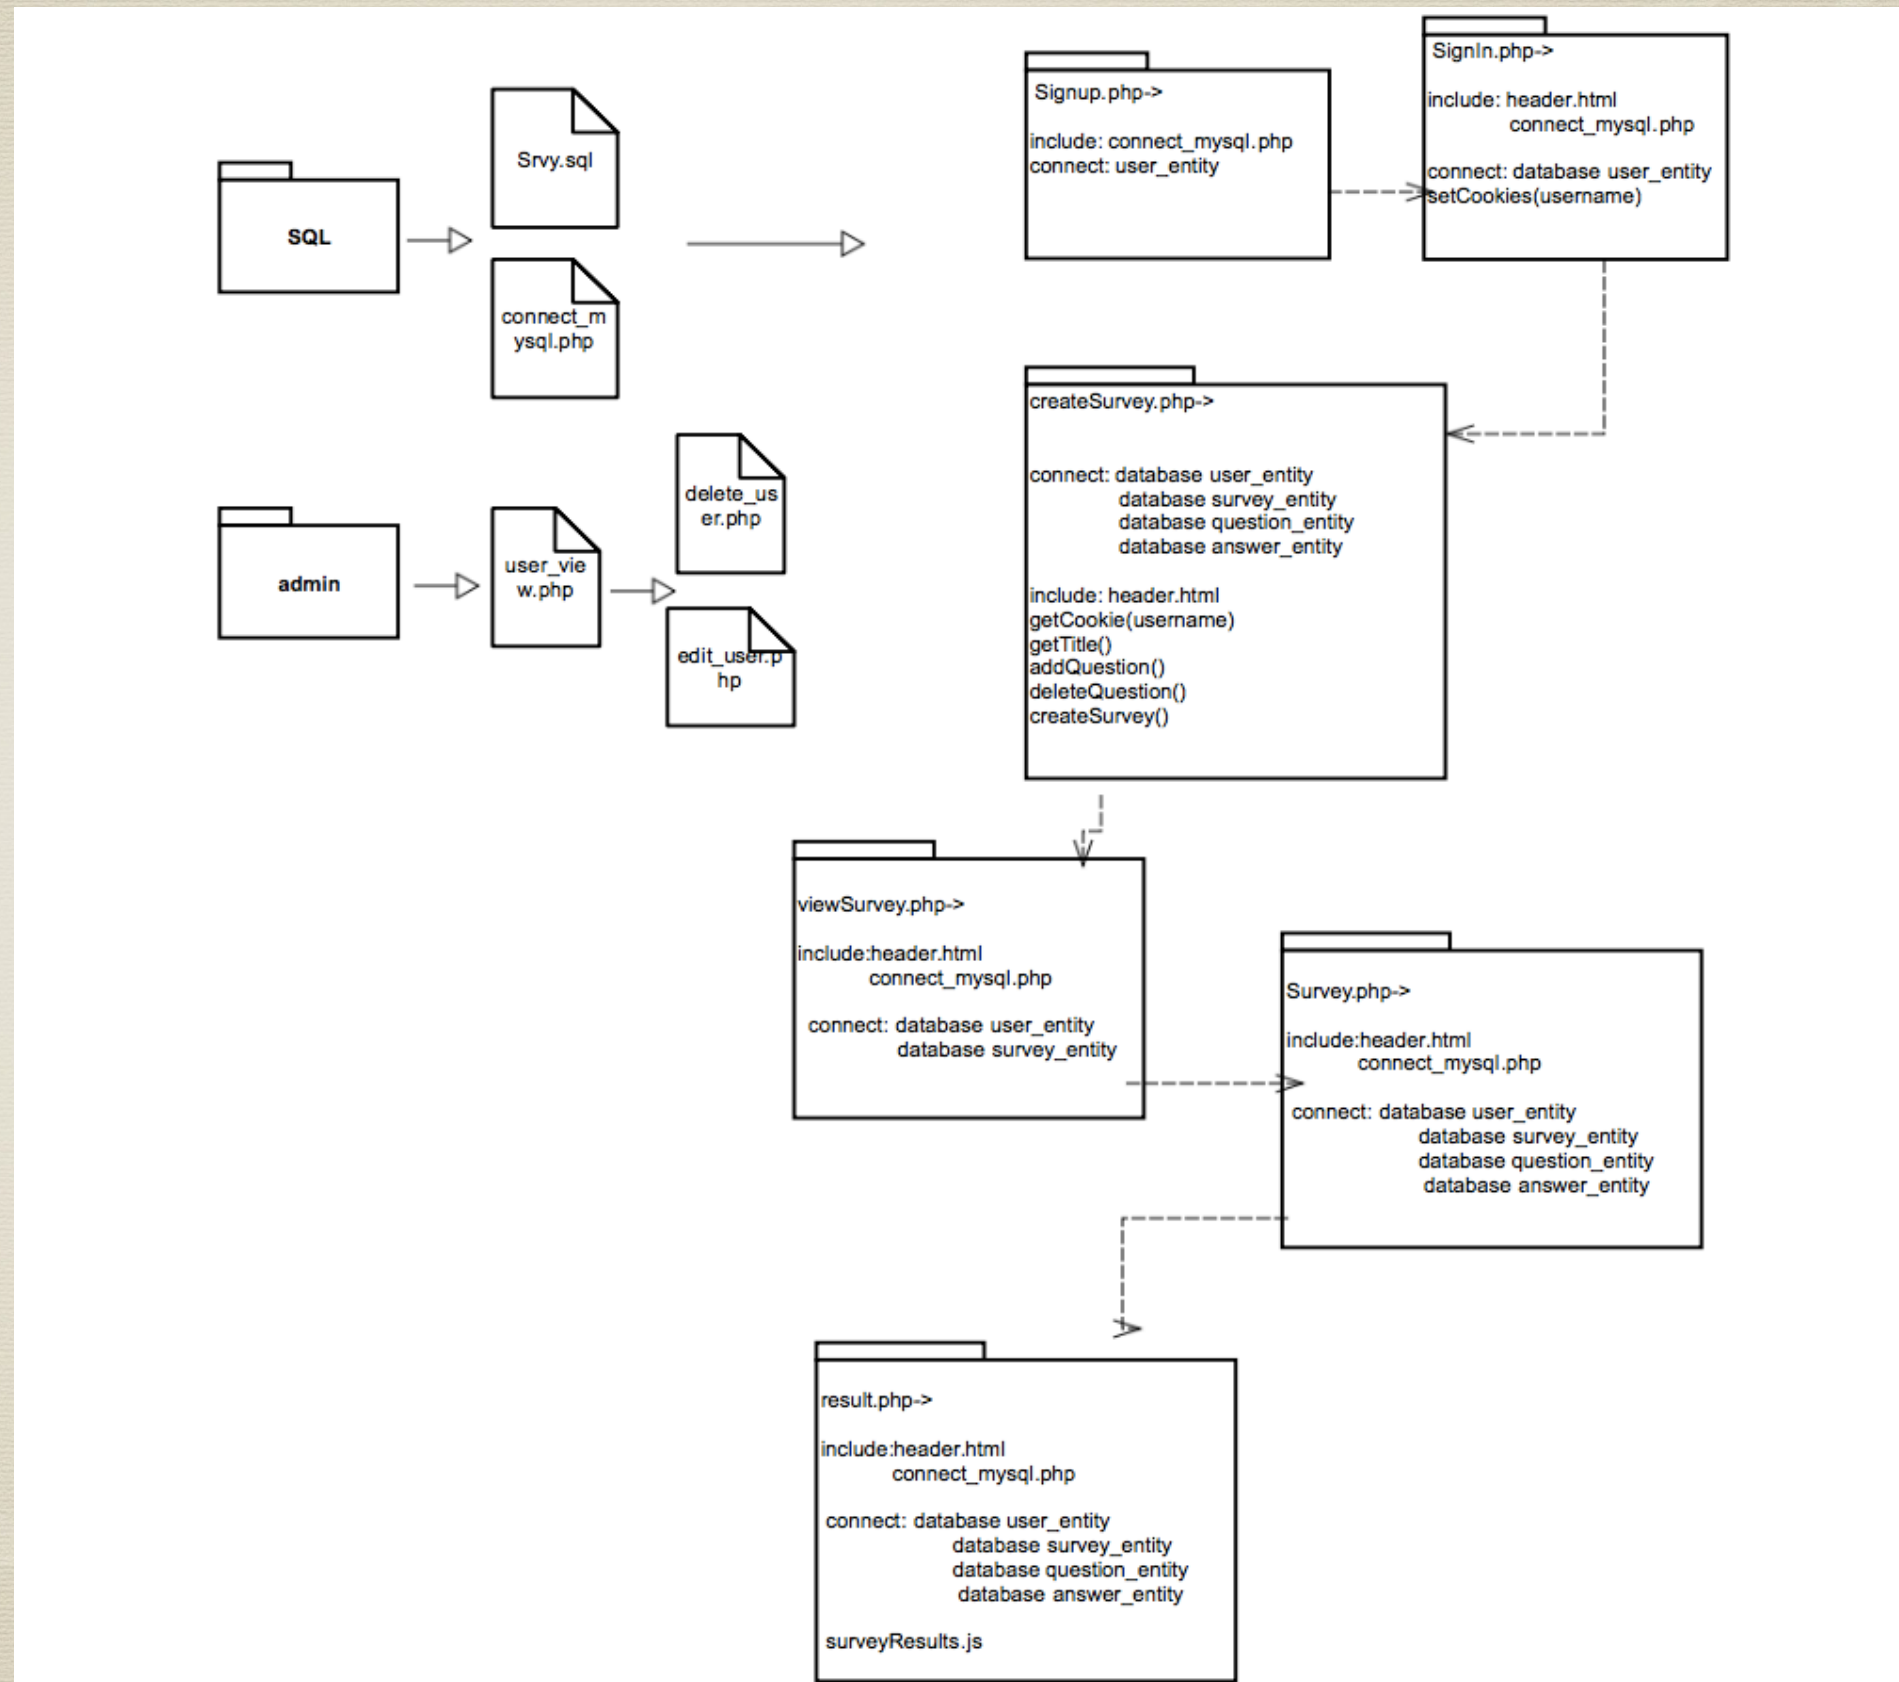 SQL
Srvy.sql
connect_m
ysql.php
admin
user_vie
w.php
delete_us
er.php
edit_user.p
hp
Signup.php->
include: connect_mysql.php
connect: user_entity
SignIn.php->
include: header.html
connect_mysql.php
connect: database user_entity
setCookies(username)
createSurvey.php->
connect: database user_entity
database survey_entity
database question_entity
database answer_entity
include: header.html
getCookie(username)
getTitle()
addQuestion()
deleteQuestion()
createSurvey()
viewSurvey.php->
include:header.html
connect_mysql.php
connect: database user_entity
database survey_entity
Survey.php->
include:header.html
connect_mysql.php
connect: database user_entity
database survey_entity
database question_entity
database answer_entity
result.php->
include:header.html
connect_mysql.php
connect: database user_entity
database survey_entity
database question_entity
database answer_entity
surveyResults.js